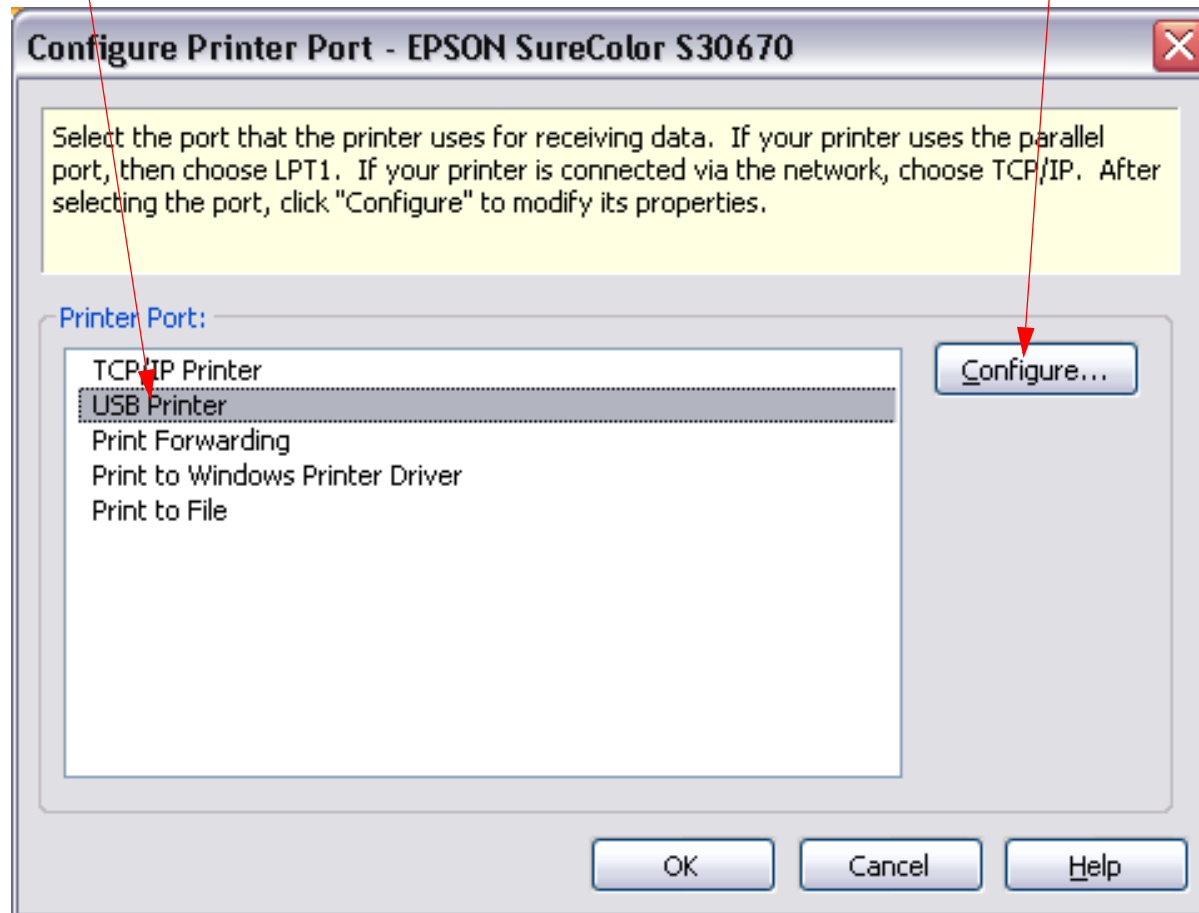 Configure Printer Port - EPSON SureColor S30670
Select the port that the printer uses for receiving data.  If your printer uses the parallel
port, then choose LPT1.  If your printer is connected via the network, choose TCP/IP.  After
selecting the port, click "Configure" to modify its properties.
Printer Port:
TCP/IP Printer
Configure...
USB Printer
Print Forwarding
Print to Windows Printer Driver
Print to File
OK
Cancel
Help